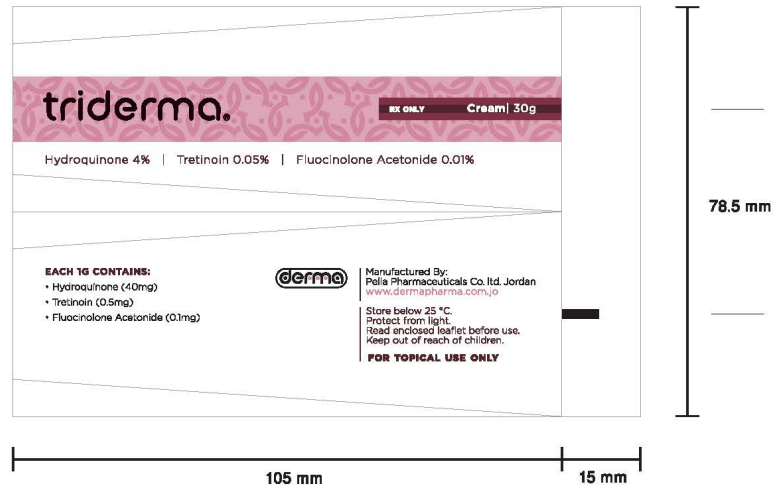 triderma®
RX ONLY Cream| 30g
Hydroquinone 4% | Tretinoin 0.05% | Fluocinolone Acetonide 0.01%
78.5 mm
EACH 1G CONTAINS:
• Hydroquinone (40mg)
• Tretinoin (0.5mg)
• Fluocinolone Acetonide (0.1mg)
derma
Manufactured By:
Pella Pharmaceuticals Co. ltd. Jordan
www.dermapharma.com.jo
Store below 25 °C.
Protect from light.
Read enclosed leaflet before use.
Keep out of reach of children.
FOR TOPICAL USE ONLY
105 mm
15 mm